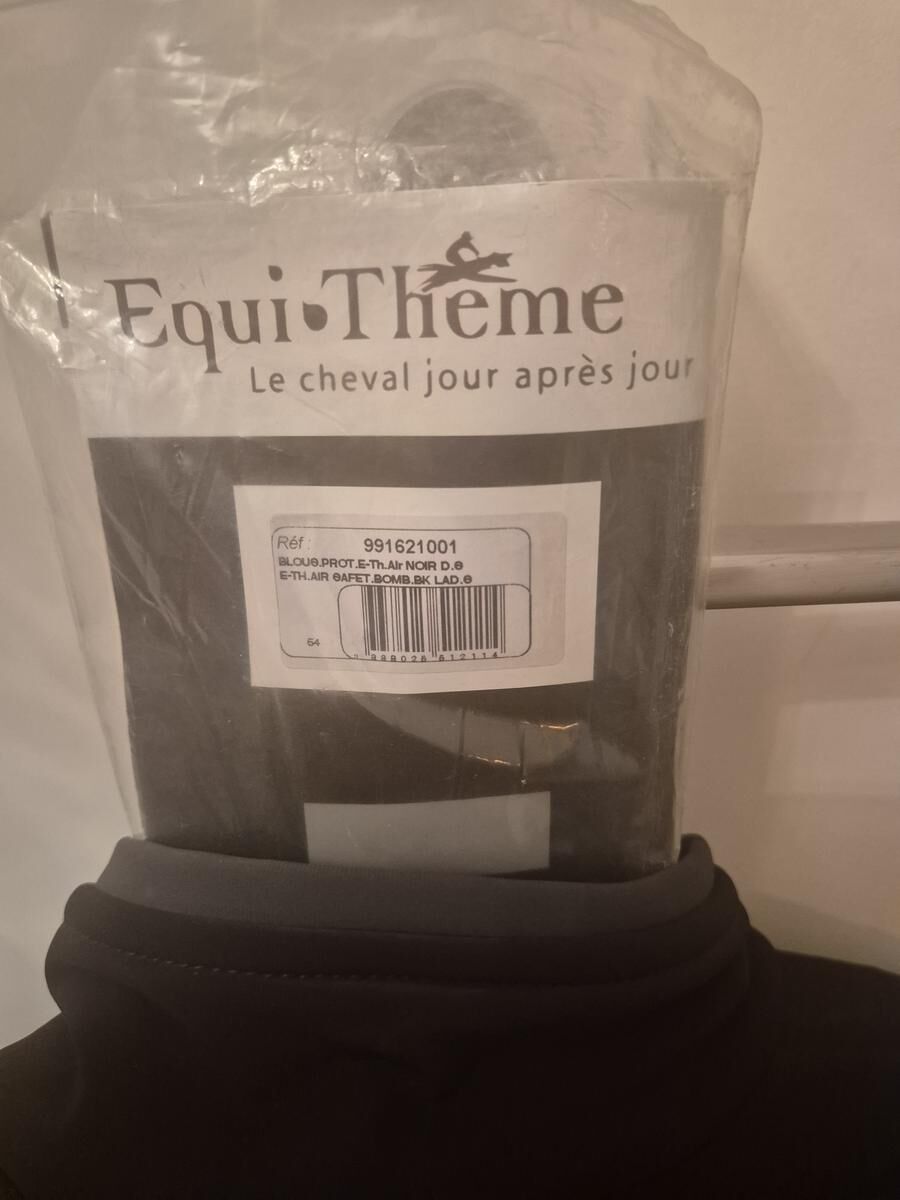 Equi•Thème
Le cheval jour après jour
Réf : 991621001
BLOUS.PROT.E-Th.Air NOIR D.S
E-TH.AIR SAFET.BOMB.BK LAD.S
54